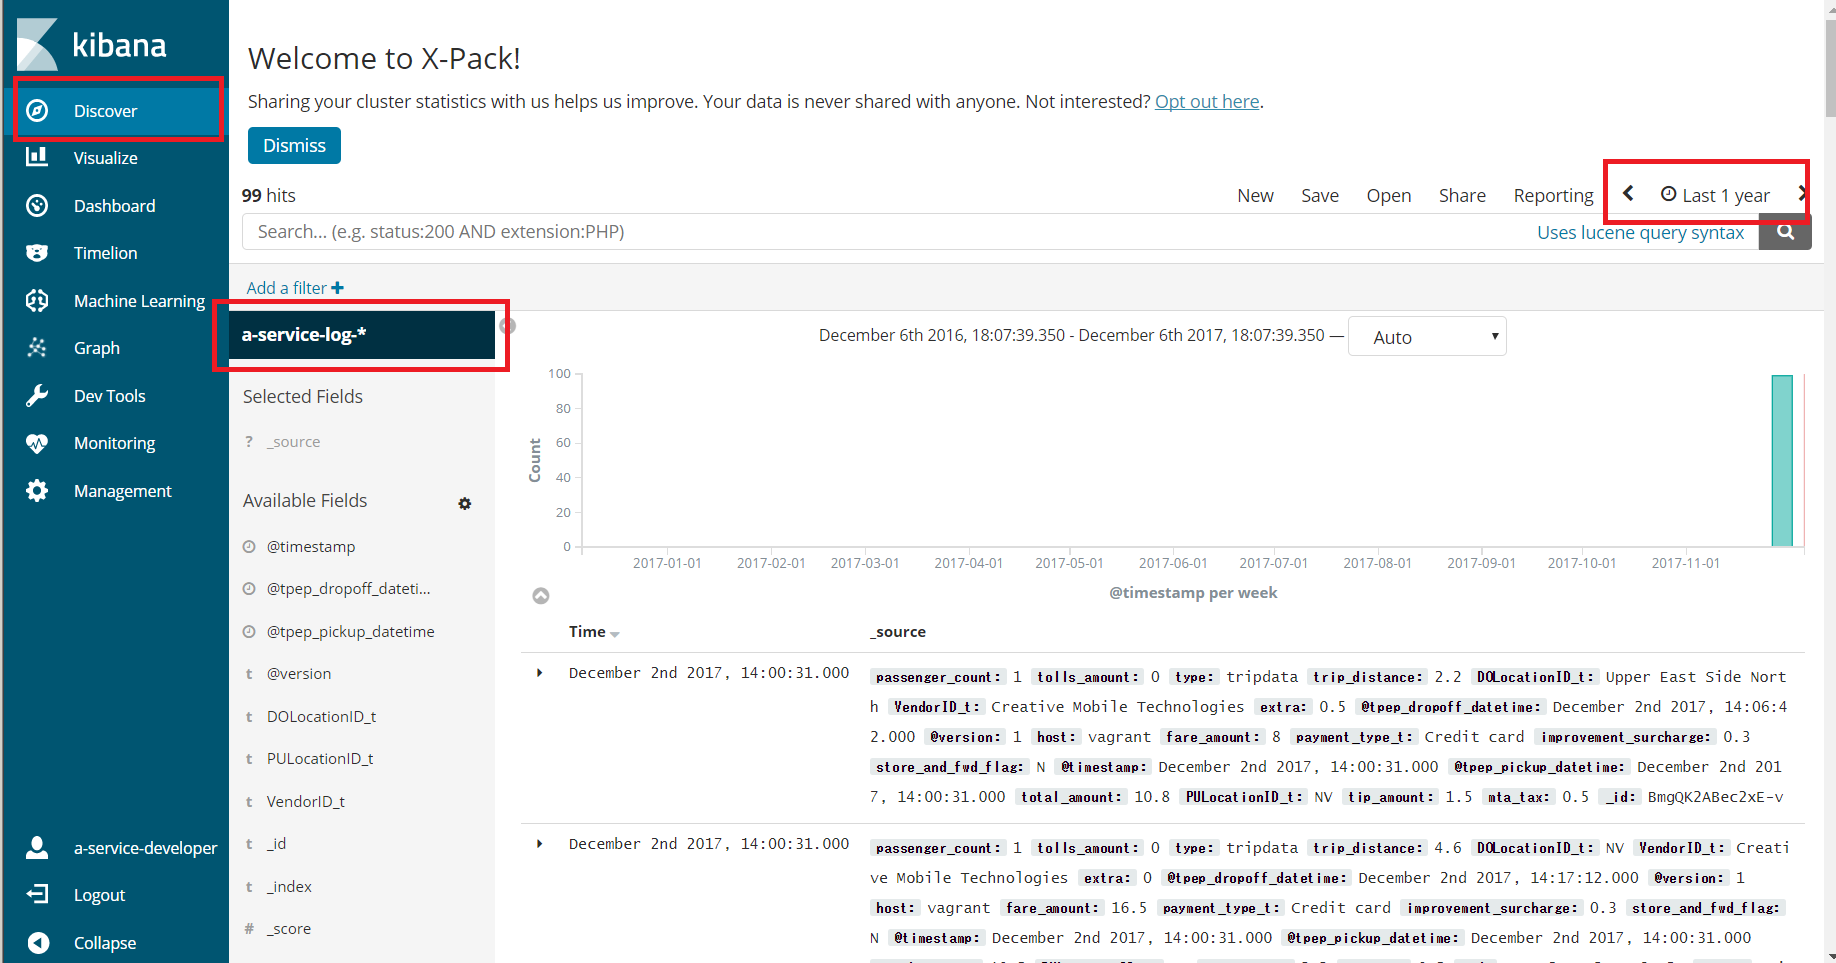 kibana
Discover
Visualize
Dashboard
Timelion
Machine Learning
Graph
Dev Tools
Monitoring
Management
a-service-developer
Logout
Collapse
Welcome to X-Pack!
Sharing your cluster statistics with us helps us improve. Your data is never shared with anyone. Not interested? Opt out here.
Dismiss
99 hits
New Save Open Share Reporting Last 1 year
Search... (e.g. status:200 AND extension:PHP) Uses lucene query syntax
Add a filter
a-service-log-*
Selected Fields
? _source
Available Fields
@timestamp
@tpep_dropoff_dateti...
@tpep_pickup_datetime
t @version
t DOLocationID_t
t PULocationID_t
t VendorID_t
t _id
t _index
# _score
December 6th 2016, 18:07:39.350 - December 6th 2017, 18:07:39.350 — Auto
Count
100
80
60
40
20
0
2017-01-01 2017-02-01 2017-03-01 2017-04-01 2017-05-01 2017-06-01 2017-07-01 2017-08-01 2017-09-01 2017-10-01 2017-11-01
@timestamp per week
Time _source
December 2nd 2017, 14:00:31.000 passenger_count: 1 tolls_amount: 0 type: tripdata trip_distance: 2.2 DOLocationID_t: Upper East Side Nort
h VendorID_t: Creative Mobile Technologies extra: 0.5 @tpep_dropoff_datetime: December 2nd 2017, 14:06:4
2.000 @version: 1 host: vagrant fare_amount: 8 payment_type_t: Credit card improvement_surcharge: 0.3
store_and_fwd_flag: N @timestamp: December 2nd 2017, 14:00:31.000 @tpep_pickup_datetime: December 2nd 201
7, 14:00:31.000 total_amount: 10.8 PULocationID_t: NV tip_amount: 1.5 mta_tax: 0.5 _id: BmgQK2ABec2xE-v
December 2nd 2017, 14:00:31.000 passenger_count: 1 tolls_amount: 0 type: tripdata trip_distance: 4.6 DOLocationID_t: NV VendorID_t: Creati
ve Mobile Technologies extra: 0 @tpep_dropoff_datetime: December 2nd 2017, 14:17:12.000 @version: 1
host: vagrant fare_amount: 16.5 payment_type_t: Credit card improvement_surcharge: 0.3 store_and_fwd_flag:
N @timestamp: December 2nd 2017, 14:00:31.000 @tpep_pickup_datetime: December 2nd 2017, 14:00:31.000